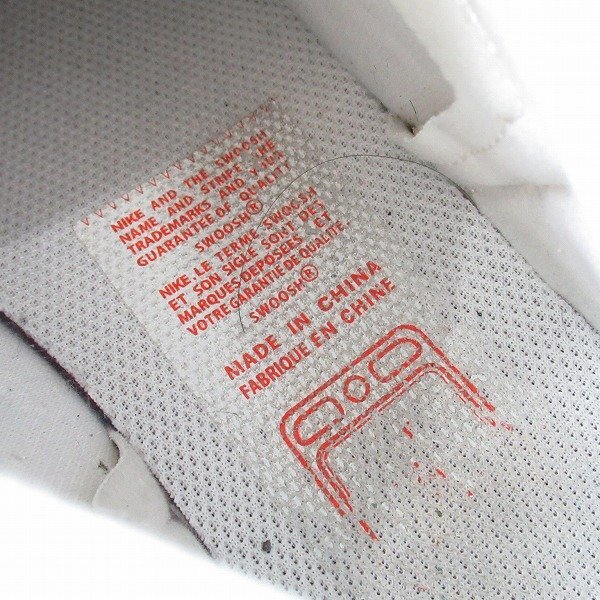 NIKE AND THE SWOOSH
NAME AND STRIPE ARE
TRADEMARKS AND YOUR
GUARANTEE OF QUALITY
SWOOSH®
NIKE.LE TERME SWOOSH
ET SON SIGLE SONT DES
MARQUES DEPOSEES ET
VOTRE GARANTIE DE QUALITE.
SWOOSH®
MADE IN CHINA
FABRIQUE EN CHINE